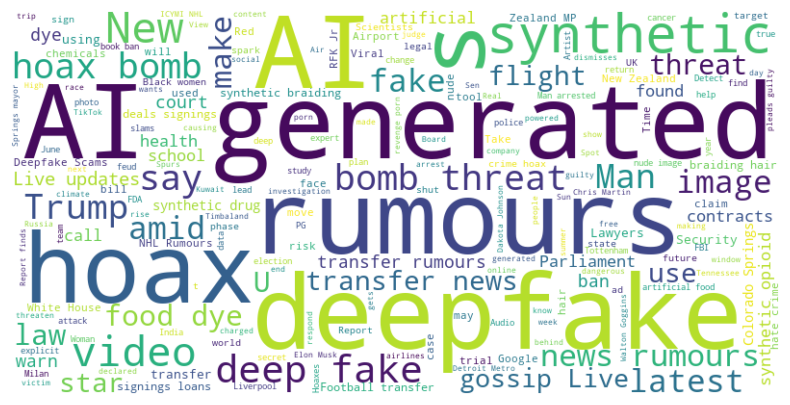 trip
sign
ICYMI NHL
content
View
New
AI
s
synthetic
artificial
Scientists
Airport
Viral
Red
spark
social
Zealand MP
Air
judge
legal
cancer
target
true
book ban
dye
using
chemicals
will
make
RFK Jr
Artist
dismisses
hoax bomb
Black women
used
synthetic braiding
fake
nude
flight
change
UK
New Zealand
return
Detect
day
threat
High
race
wants
court
tool
Real
powered
help
found
find
Springs mayor
photo
TikTok
deals signings
AI generated
pleads guilty
June
slams
health
porn
deep
made
expert
revenge porn
police
company
Man arrested
Take
show
Spot
Time
year
Deepfake Scams
next
feud
Spurs
school
causing
Board
arrest
crime hoax
nude image
braiding hair
Live updates
say
study
face
bomb threat
Man
image
climate
FDA
bill
Kuwait
lead
investigation
shut
plan
guilty
Chris Martin
Trump
synthetic drug
rise
Timbaland
move
PG
rumours
Sun
people
claim
contracts
Russia
team
call
amid
phase
data
risk
Dakota Johnson
summer
free
Lawyers
state
making
Report finds
NHL Rumours
transfer rumours
Tottenham
Parliament
Security
FBI
future
window
hoax
U
election
end
generated
online
dangerous
use
ban
ad
Tennessee
Colorado Springs
hate crime
synthetic opioid
artificial food
t
transfer news
White House
food dye
gets
deepfake
hair
threaten
attack
India
secret
respond
Report
may
Audio
know
week
behind
Walton Goggins
law
video
charged
world
case
trial
Google
news rumours
warn
explicit
Woman
Elon Musk
airlines
Hoaxes
deep fake
Detroit Metro
Milan
victim
declared
star
transfer
signings loans
Liverpool
Football transfer
gossip Live
latest